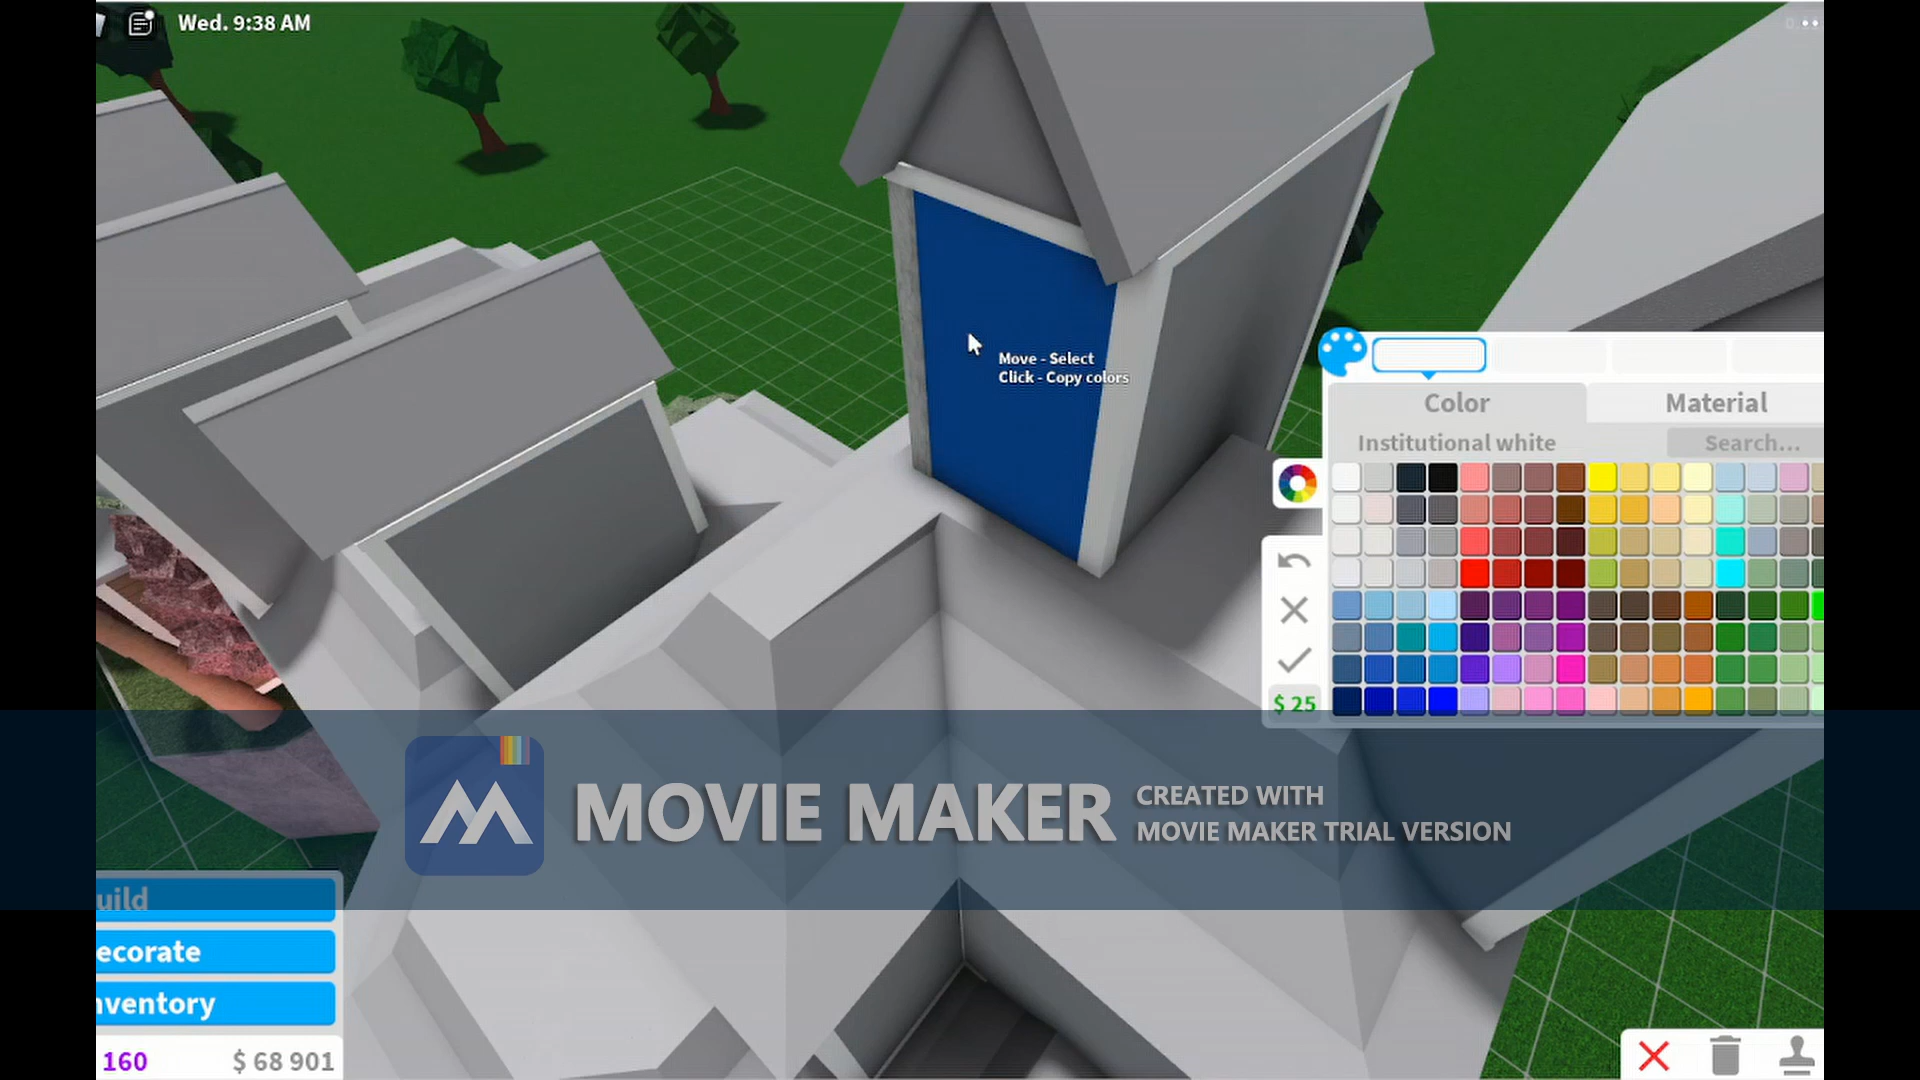 Wed. 9:38 AM
Move - Select
Click - Copy colors
Color
Material
Institutional white
Search...
$ 25
MOVIE MAKER
CREATED WITH
MOVIE MAKER TRIAL VERSION
uild
ecorate
nventory
160
$ 68 901